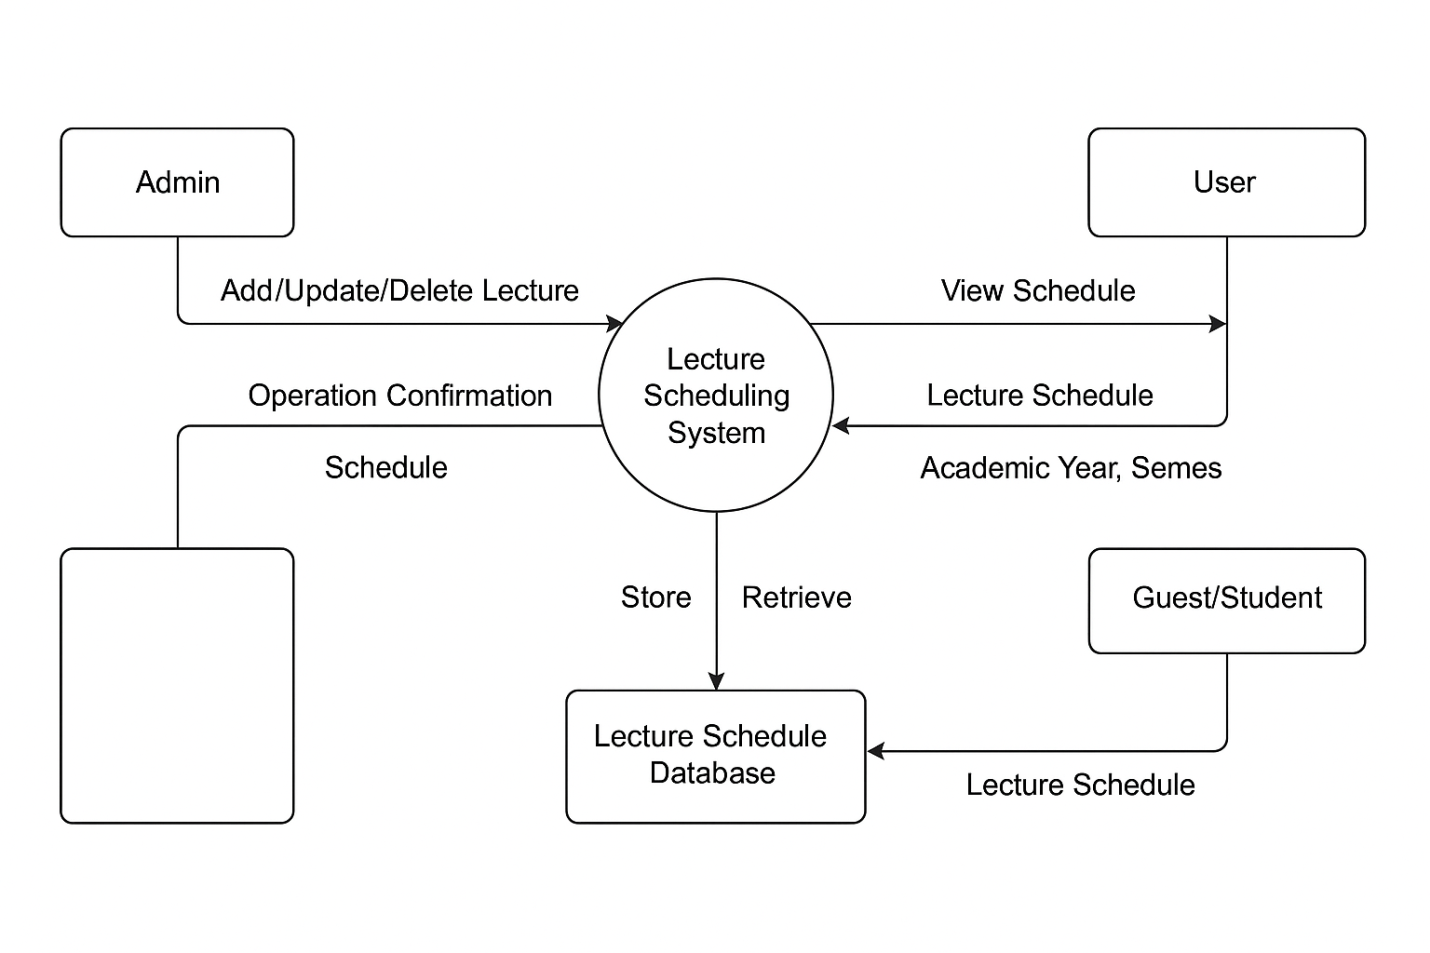 Admin
User
Add/Update/Delete Lecture
View Schedule
Lecture
Scheduling
System
Operation Confirmation
Lecture Schedule
Schedule
Academic Year, Semes
Store
Retrieve
Guest/Student
Lecture Schedule
Database
Lecture Schedule